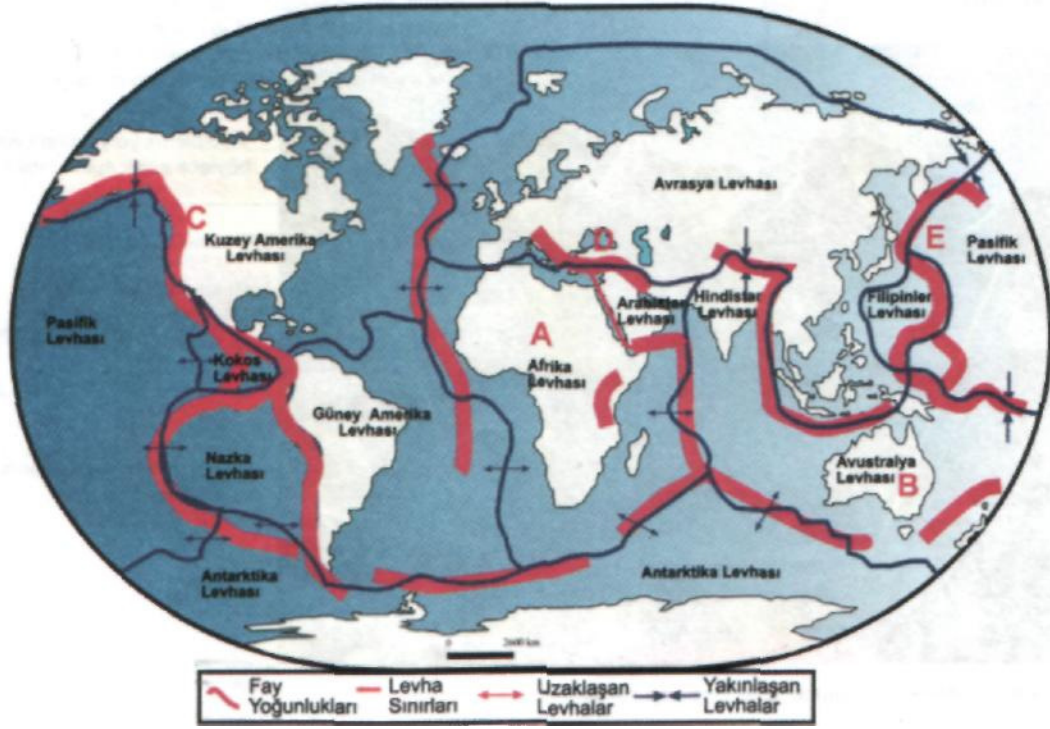 Avrasya Levhası
C
Kuzey Amerika
Levhası
D
E
Pasifik
Levhası
Pasifik
Levhası
Kokos
Levhası
Arabistan
Levhası
Hindistan
Levhası
Filipinler
Levhası
A
Afrika
Levhası
Güney Amerika
Levhası
Nazka
Levhası
Avustralya
Levhası
B
Antarktika
Levhası
Antarktika Levhası
0
Fay
Yoğunlukları
Levha
Sınırları
Uzaklaşan
Levhalar
Yakınlaşan
Levhalar